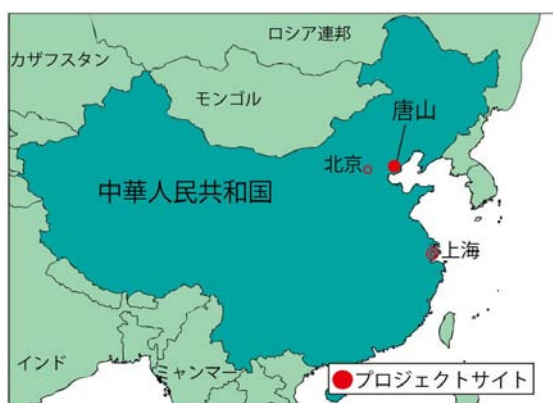 ロシア連邦
カザフスタン
モンゴル
唐山
北京
中華人民共和国
上海
インド
ミャンマー
プロジェクトサイト